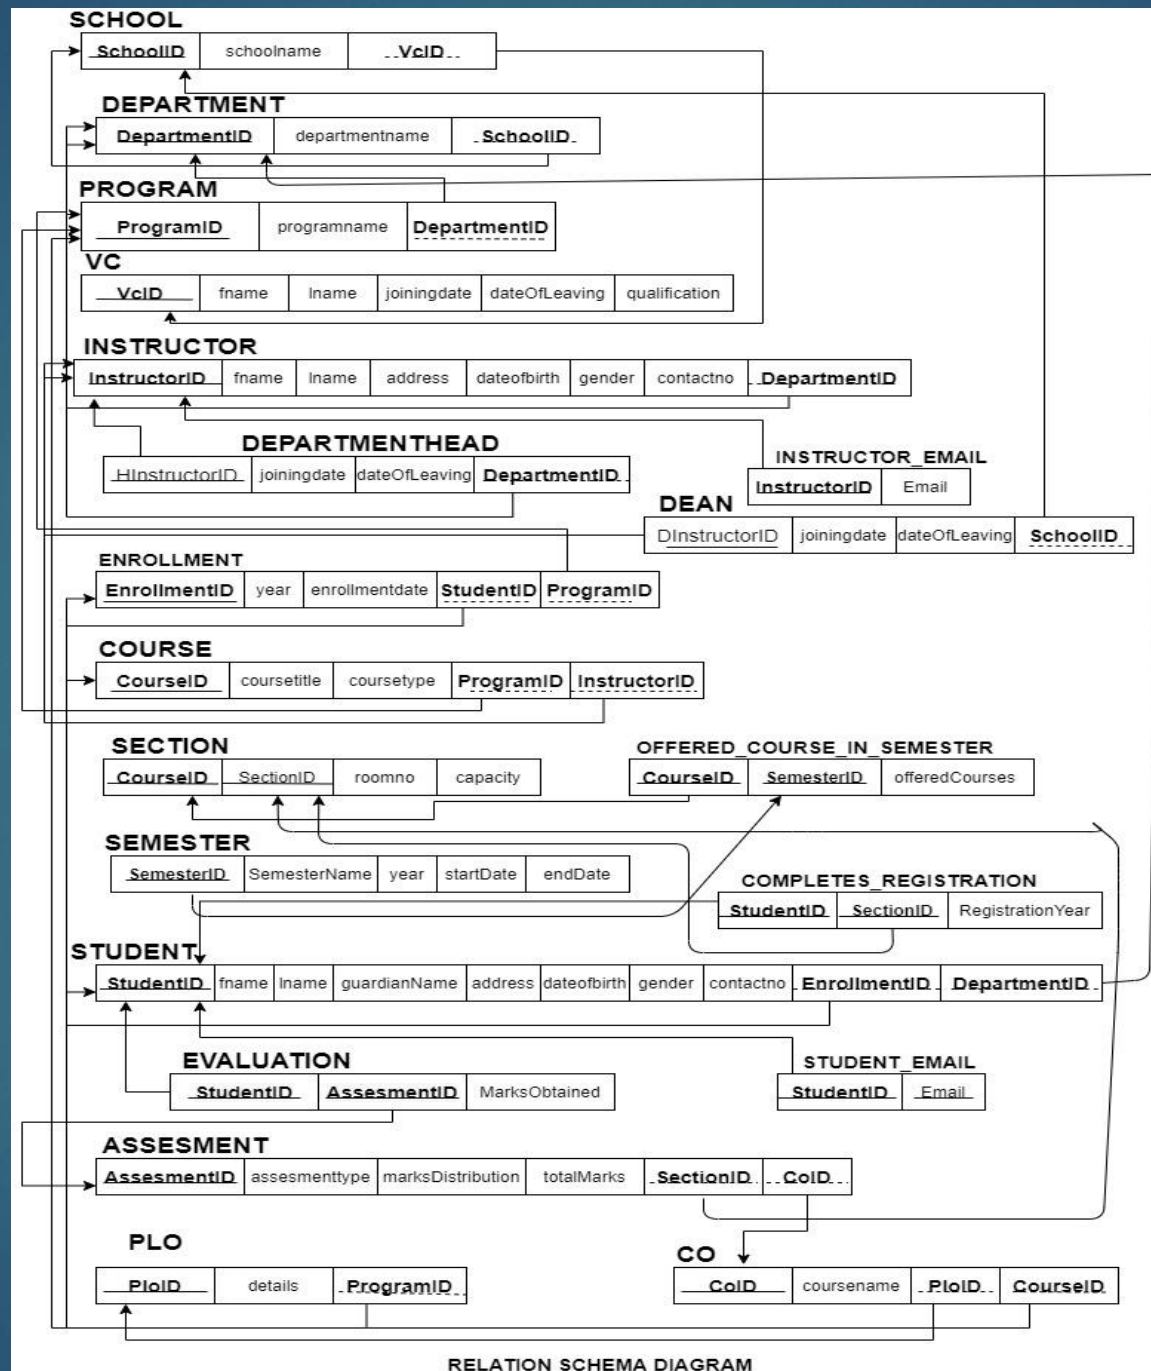 SCHOOL
SchoolID schoolname VcID
DEPARTMENT
DepartmentID departmentname SchoolID
PROGRAM
ProgramID programname DepartmentID
VC
VcID fname lname joiningdate dateOfLeaving qualification
INSTRUCTOR
InstructorID fname lname address dateofbirth gender contactno DepartmentID
DEPARTMENTHEAD
HInstructorID joiningdate dateOfLeaving DepartmentID
INSTRUCTOR_EMAIL
InstructorID Email
DEAN
DInstructorID joiningdate dateOfLeaving SchoolID
ENROLLMENT
EnrollmentID year enrollmentdate StudentID ProgramID
COURSE
CourseID coursetitle coursetype ProgramID InstructorID
SECTION
CourseID SectionID roomno capacity
OFFERED_COURSE_IN_SEMESTER
CourseID SemesterID offeredCourses
SEMESTER
SemesterID SemesterName year startDate endDate
COMPLETES_REGISTRATION
StudentID SectionID RegistrationYear
STUDENT
StudentID fname lname guardianName address dateofbirth gender contactno EnrollmentID DepartmentID
EVALUATION
StudentID AssesmentID MarksObtained
STUDENT_EMAIL
StudentID Email
ASSESMENT
AssesmentID assesmenttype marksDistribution totalMarks SectionID CoID
PLO
PloID details ProgramID
CO
CoID coursename PloID CourseID
RELATION SCHEMA DIAGRAM